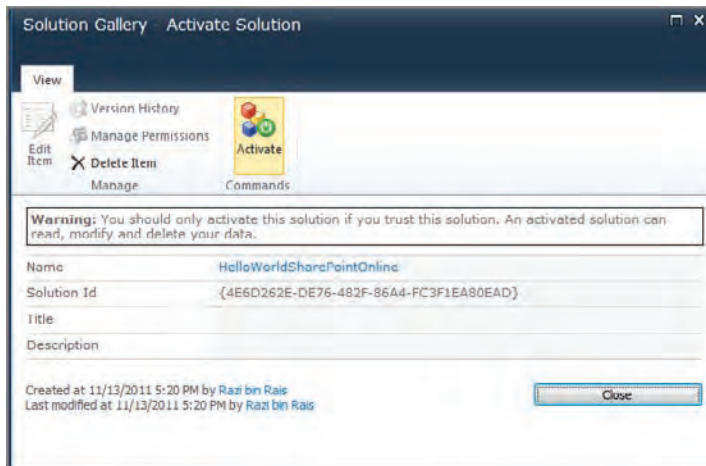 Solution Gallery - Activate Solution
View
Edit Item
Version History
Manage Permissions
Delete Item
Manage
Activate
Commands
Warning: You should only activate this solution if you trust this solution. An activated solution can
read, modify and delete your data.
Name HelloWorldSharePointOnline
Solution Id {4E6D262E-DE76-482F-86A4-FC3F1EA80EAD}
Title
Description
Created at 11/13/2011 5:20 PM by Razi bin Rais
Last modified at 11/13/2011 5:20 PM by Razi bin Rais
Close